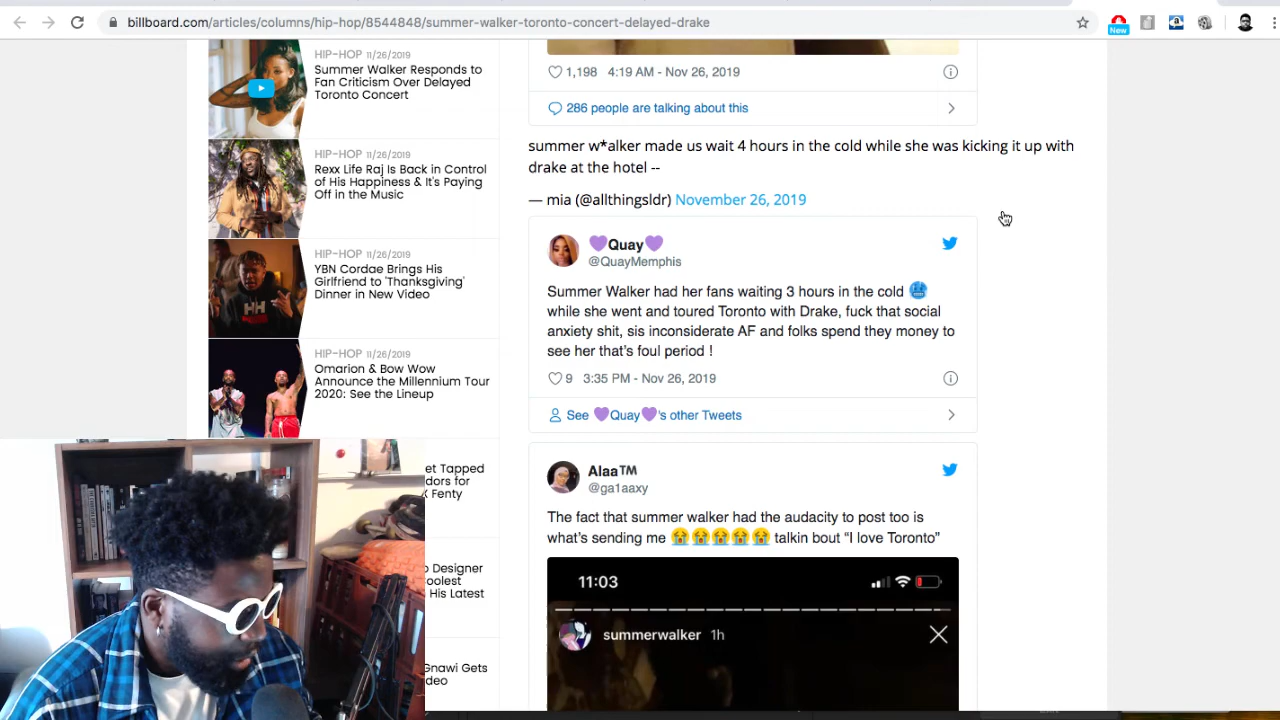 billboard.com/articles/columns/hip-hop/8544848/summer-walker-toronto-concert-delayed-drake
New
HIP-HOP 11/26/2019
Summer Walker Responds to
Fan Criticism Over Delayed
Toronto Concert
HIP-HOP 11/26/2019
Rexx Life Raj Is Back in Control
of His Happiness & It's Paying
Off in the Music
HIP-HOP 11/26/2019
YBN Cordae Brings His
Girlfriend to 'Thanksgiving'
Dinner in New Video
HH
HIP-HOP 11/26/2019
Omarion & Bow Wow
Announce the Millennium Tour
2020: See the Lineup
et Tapped
dors for
X Fenty
o Designer
Coolest
His Latest
Gnawi Gets
deo
1,198 4:19 AM - Nov 26, 2019
286 people are talking about this
summer w*alker made us wait 4 hours in the cold while she was kicking it up with
drake at the hotel --
— mia (@allthingsldr) November 26, 2019
💜Quay💜
@QuayMemphis
Summer Walker had her fans waiting 3 hours in the cold 🥶
while she went and toured Toronto with Drake, fuck that social
anxiety shit, sis inconsiderate AF and folks spend they money to
see her that's foul period !
9 3:35 PM - Nov 26, 2019
See 💜Quay💜's other Tweets
Alaa™
@ga1aaxy
The fact that summer walker had the audacity to post too is
what's sending me 😭😭😭😭😭 talkin bout “I love Toronto”
11:03
summerwalker 1h